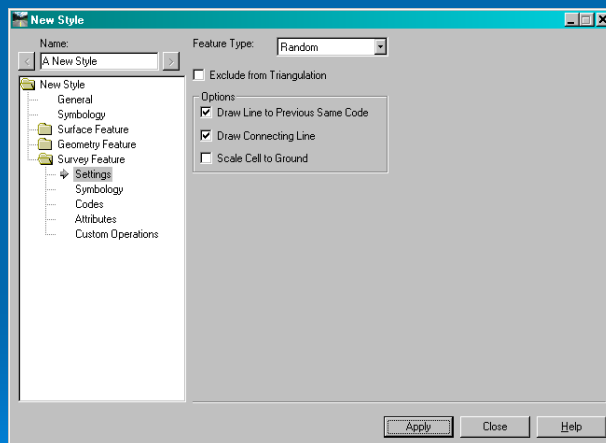 New Style
Name:
A New Style
Feature Type:
Random
Exclude from Triangulation
Options
Draw Line to Previous Same Code
Draw Connecting Line
Scale Cell to Ground
New Style
General
Symbology
Surface Feature
Geometry Feature
Survey Feature
Settings
Symbology
Codes
Attributes
Custom Operations
Apply
Close
Help